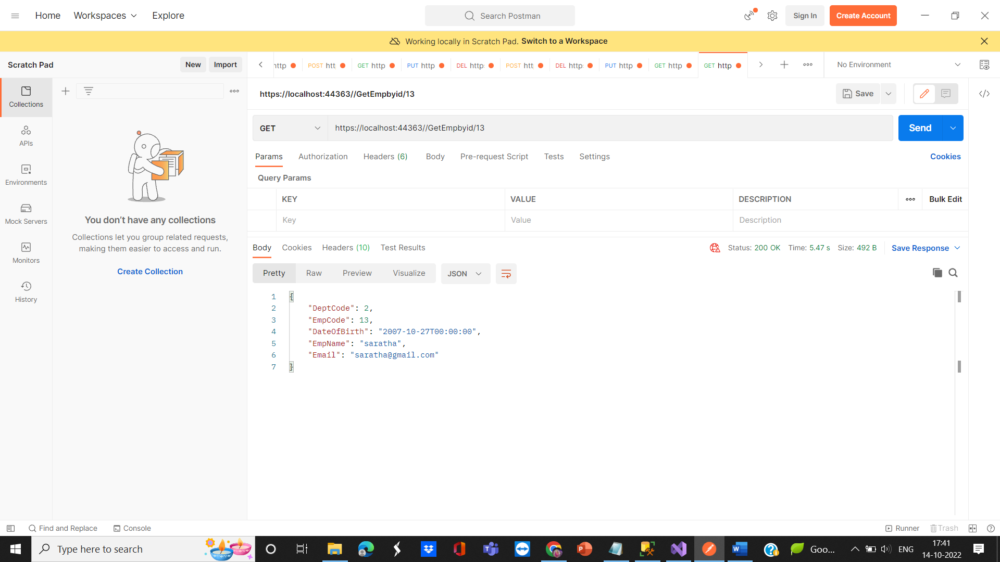 Home Workspaces Explore
Search Postman
Sign In Create Account
Working locally in Scratch Pad. Switch to a Workspace
Scratch Pad New Import
http POST htt GET http PUT http DEL http POST htt DEL http PUT http GET http GET http
No Environment
Collections
APIs
Environments
Mock Servers
Monitors
History
You don’t have any collections
Collections let you group related requests,
making them easier to access and run.
Create Collection
https://localhost:44363//GetEmpbyid/13
Save
GET https://localhost:44363//GetEmpbyid/13 Send
Params Authorization Headers (6) Body Pre-request Script Tests Settings Cookies
Query Params
KEY VALUE DESCRIPTION Bulk Edit
Key Value Description
Body Cookies Headers (10) Test Results Status: 200 OK Time: 5.47 s Size: 492 B Save Response
Pretty Raw Preview Visualize JSON
1 {
2 "DeptCode": 2,
3 "EmpCode": 13,
4 "DateOfBirth": "2007-10-27T00:00:00",
5 "EmpName": "saratha",
6 "Email": "saratha@gmail.com"
7 }
Find and Replace Console Runner Trash
Type here to search
Goo... ENG 17:41
14-10-2022